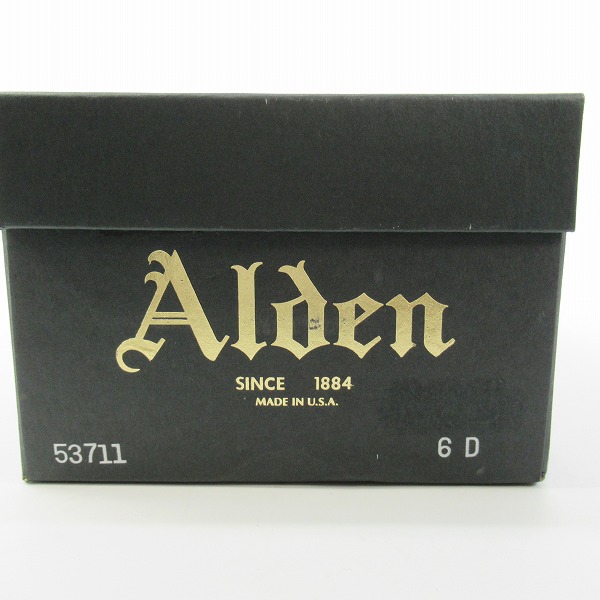 Alden
SINCE 1884
MADE IN U.S.A.
53711 6 D